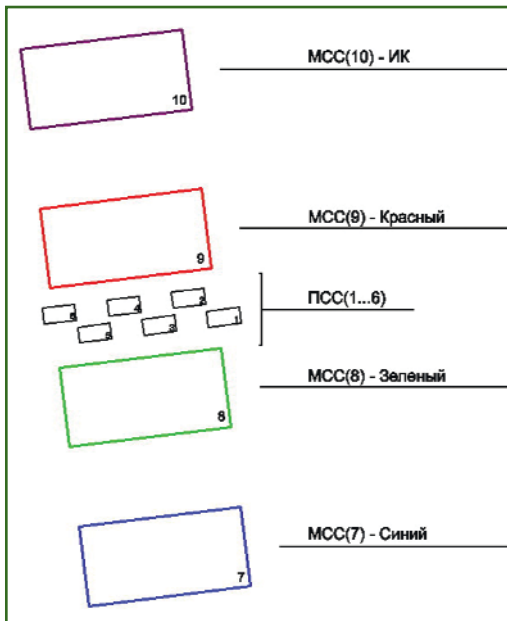 МСС(10) - ИК
10
МСС(9) - Красный
9
6 4 2
5 3 1
ПСС(1...6)
МСС(8) - Зеленый
8
МСС(7) - Синий
7